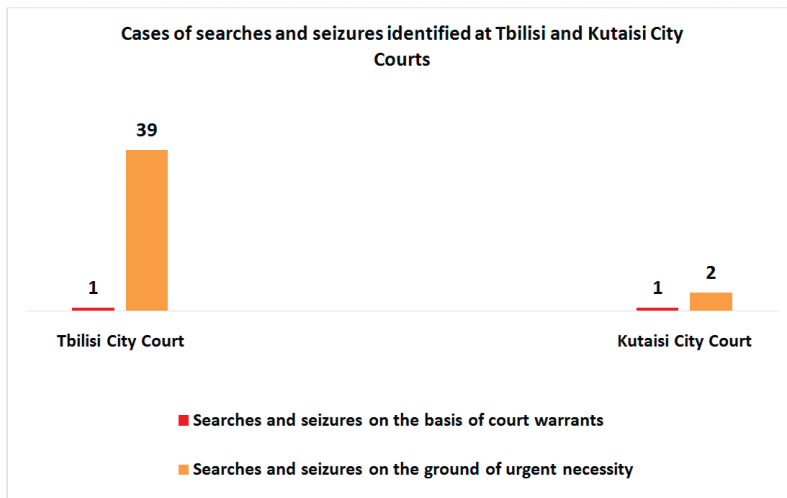 Cases of searches and seizures identified at Tbilisi and Kutaisi City
Courts
39
1
1
2
Tbilisi City Court
Kutaisi City Court
Searches and seizures on the basis of court warrants
Searches and seizures on the ground of urgent necessity